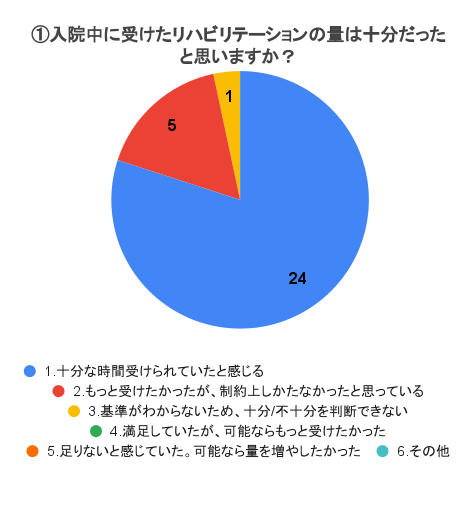 ①入院中に受けたリハビリテーションの量は十分だった
と思いますか？
1
5
24
1.十分な時間受けられていたと感じる
2.もっと受けたかったが、制約上しかたなかったと思っている
3.基準がわからないため、十分/不十分を判断できない
4.満足していたが、可能ならもっと受けたかった
5.足りないと感じていた。可能なら量を増やしたかった 6.その他